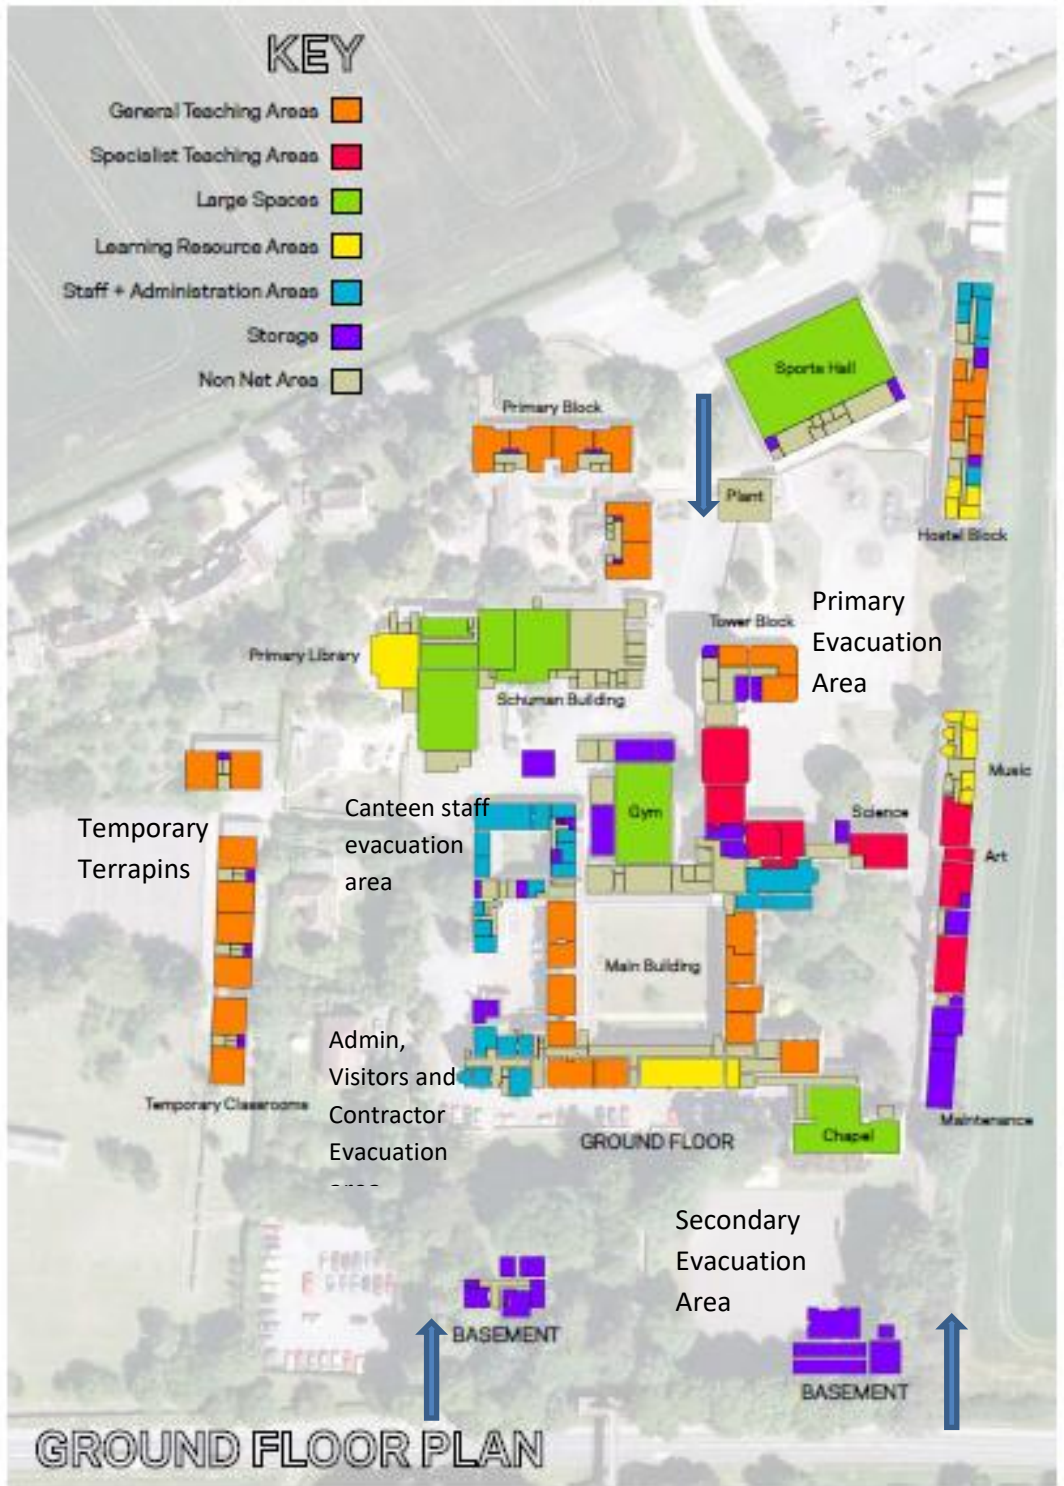 KEY
General Teaching Areas
Specialist Teaching Areas
Large Spaces
Learning Resource Areas
Staff + Administration Areas
Storage
Non Net Area
Sports Hall
Primary Block
Plant
Hostel Block
Primary
Evacuation
Area
Tower Block
Primary Library
Schuman Building
Music
Canteen staff
evacuation
area
Gym
Science
Temporary
Terrapins
Art
Main Building
Admin,
Visitors and
Contractor
Evacuation
Temporary Classrooms
GROUND FLOOR
Chapel
Maintenance
Secondary
Evacuation
Area
BASEMENT
BASEMENT
GROUND FLOOR PLAN